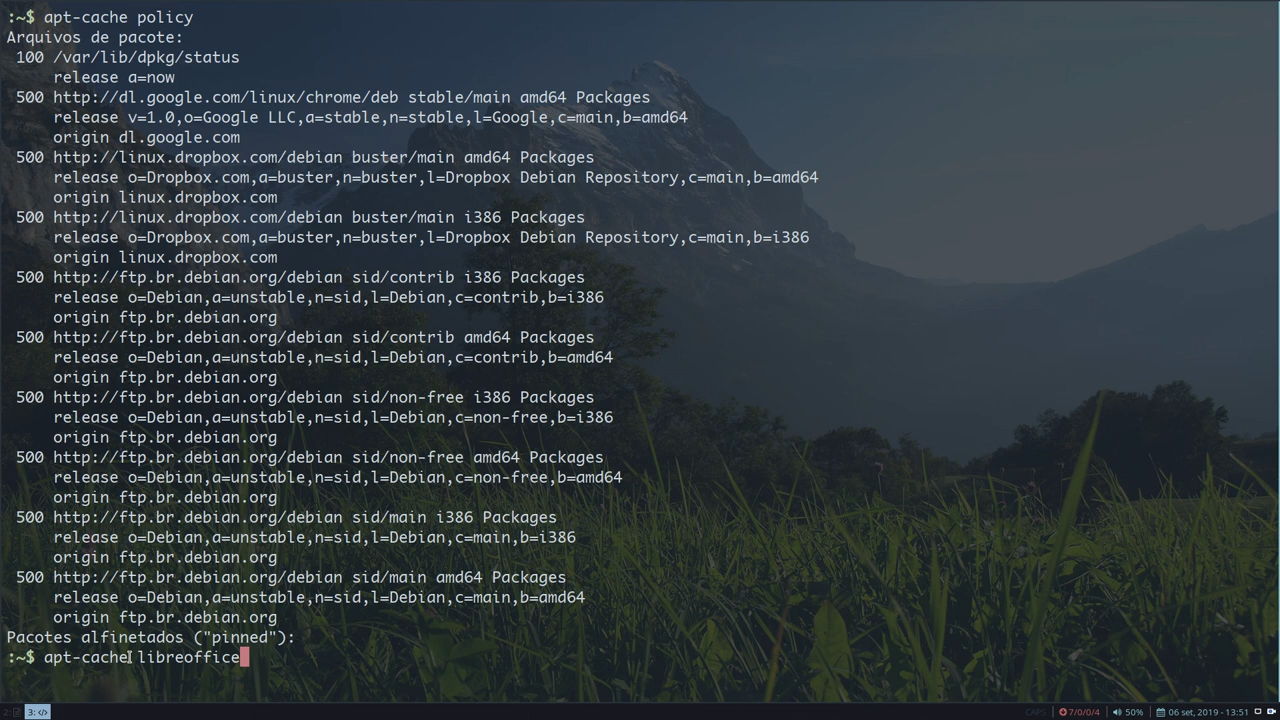 :~$ apt-cache policy
Arquivos de pacote:
 100 /var/lib/dpkg/status
     release a=now
 500 http://dl.google.com/linux/chrome/deb stable/main amd64 Packages
     release v=1.0,o=Google LLC,a=stable,n=stable,l=Google,c=main,b=amd64
     origin dl.google.com
 500 http://linux.dropbox.com/debian buster/main amd64 Packages
     release o=Dropbox.com,a=buster,n=buster,l=Dropbox Debian Repository,c=main,b=amd64
     origin linux.dropbox.com
 500 http://linux.dropbox.com/debian buster/main i386 Packages
     release o=Dropbox.com,a=buster,n=buster,l=Dropbox Debian Repository,c=main,b=i386
     origin linux.dropbox.com
 500 http://ftp.br.debian.org/debian sid/contrib i386 Packages
     release o=Debian,a=unstable,n=sid,l=Debian,c=contrib,b=i386
     origin ftp.br.debian.org
 500 http://ftp.br.debian.org/debian sid/contrib amd64 Packages
     release o=Debian,a=unstable,n=sid,l=Debian,c=contrib,b=amd64
     origin ftp.br.debian.org
 500 http://ftp.br.debian.org/debian sid/non-free i386 Packages
     release o=Debian,a=unstable,n=sid,l=Debian,c=non-free,b=i386
     origin ftp.br.debian.org
 500 http://ftp.br.debian.org/debian sid/non-free amd64 Packages
     release o=Debian,a=unstable,n=sid,l=Debian,c=non-free,b=amd64
     origin ftp.br.debian.org
 500 http://ftp.br.debian.org/debian sid/main i386 Packages
     release o=Debian,a=unstable,n=sid,l=Debian,c=main,b=i386
     origin ftp.br.debian.org
 500 http://ftp.br.debian.org/debian sid/main amd64 Packages
     release o=Debian,a=unstable,n=sid,l=Debian,c=main,b=amd64
     origin ftp.br.debian.org
Pacotes alfinetados ("pinned"):
:~$ apt-cache libreoffice
2: 3: </> CAPS 7/0/0/4 50% 06 set, 2019 - 13:51